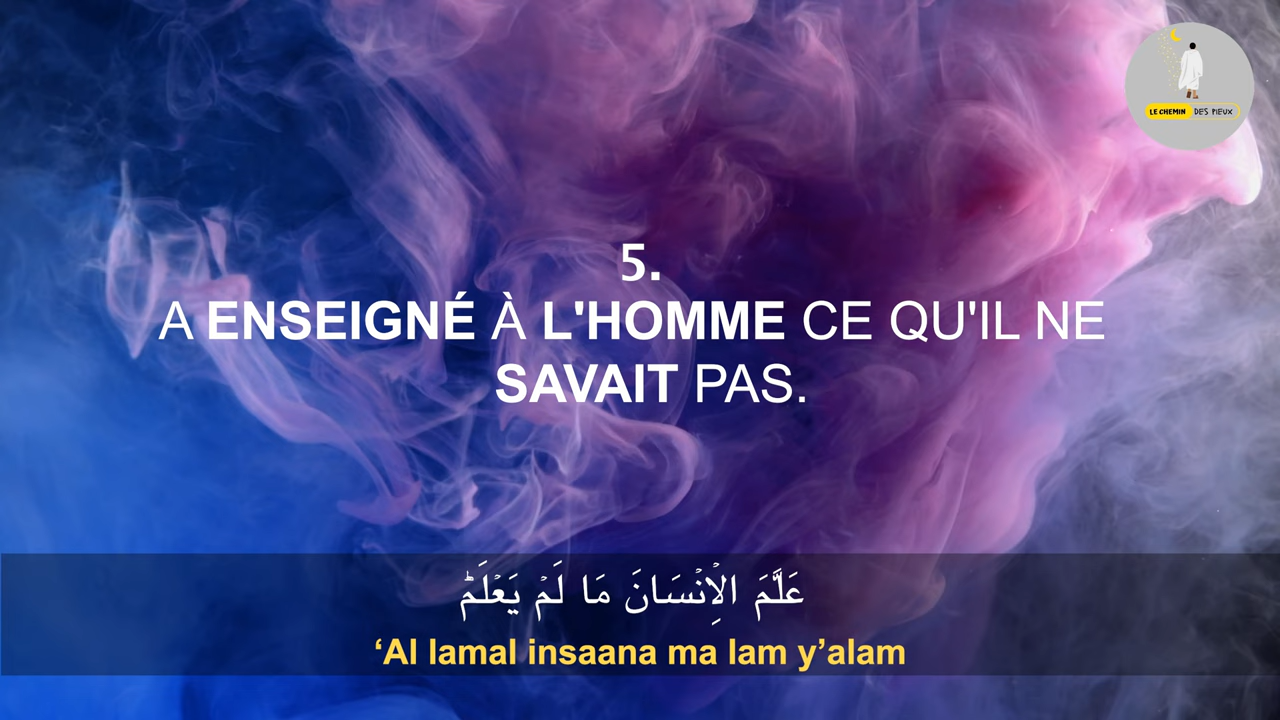 LE CHEMIN DES PIEUX
5.
A ENSEIGNÉ À L'HOMME CE QU'IL NE
SAVAIT PAS.
عَلَّمَ الْاِنْسَانَ مَا لَمْ يَعْلَمْؕ
‘Al lamal insaana ma lam y’alam